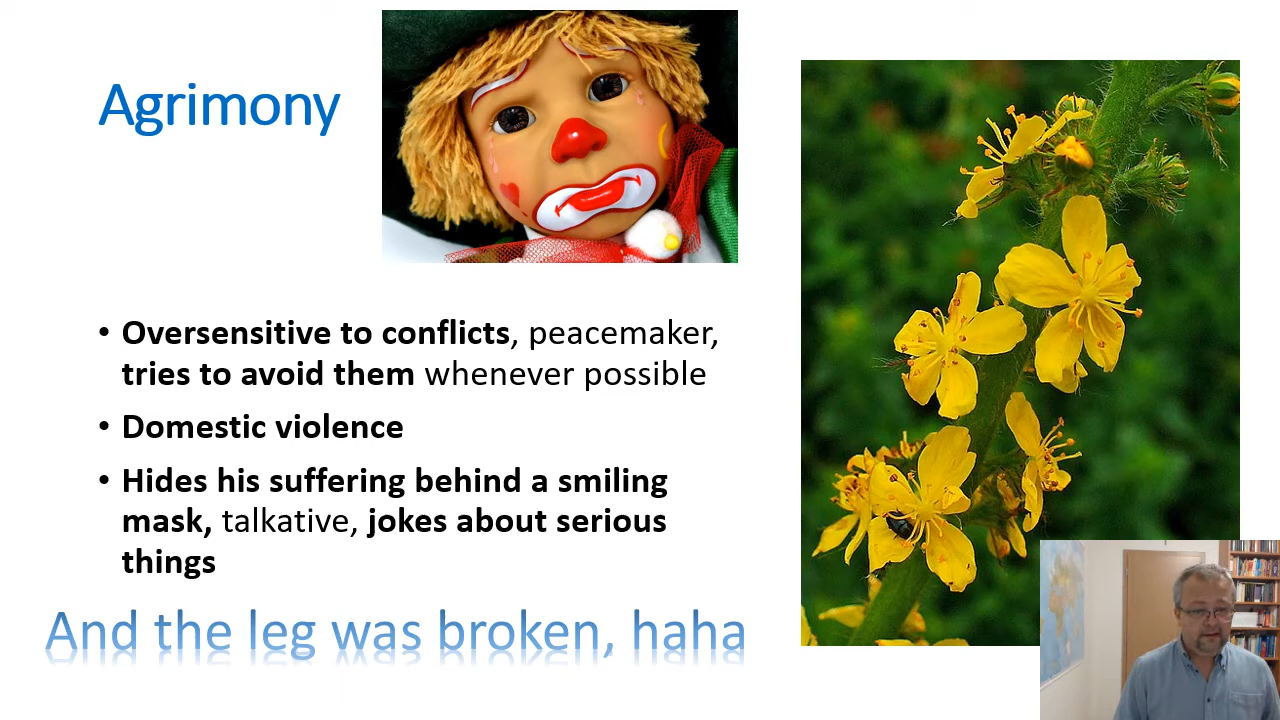 Agrimony
• Oversensitive to conflicts, peacemaker,
tries to avoid them whenever possible
• Domestic violence
• Hides his suffering behind a smiling
mask, talkative, jokes about serious
things
And the leg was broken, haha